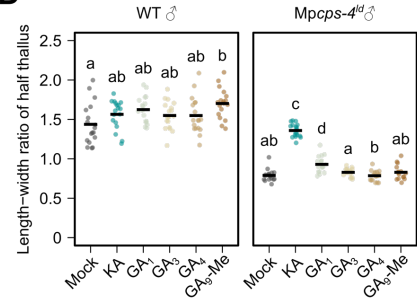 WT ♂
Mpcps-4ld♂
Length−width ratio of half thallus
2.5
2.0
1.5
1.0
0.5
0
a ab ab ab ab b
ab c d a b ab
Mock KA GA1 GA3 GA4 GA9-Me
Mock KA GA1 GA3 GA4 GA9-Me